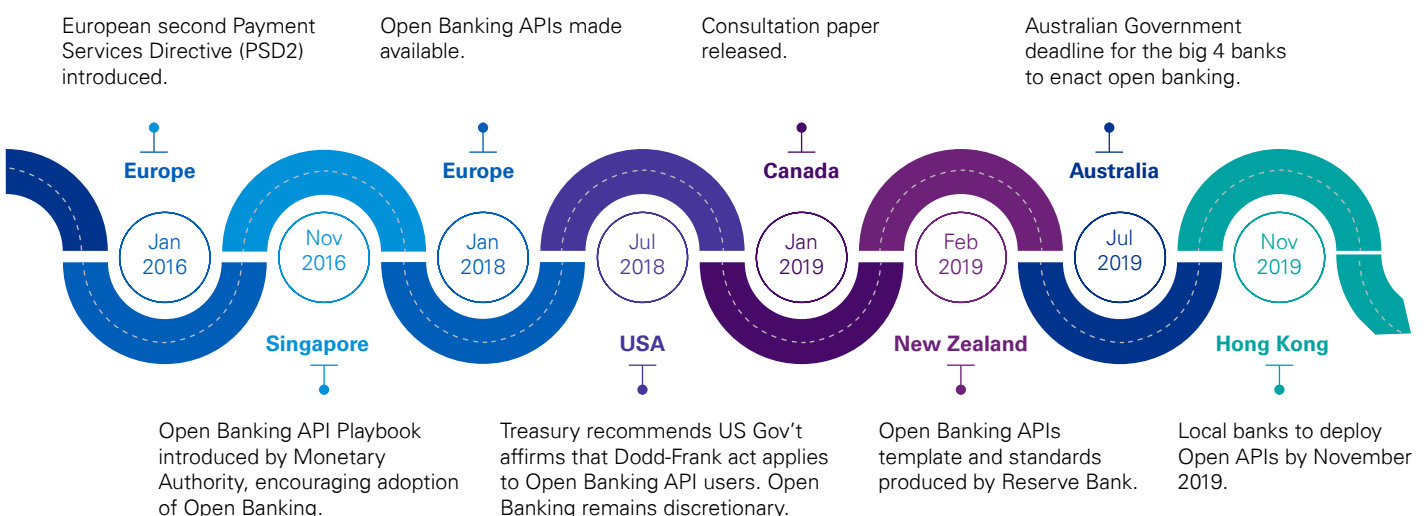 European second Payment
Services Directive (PSD2)
introduced.
Open Banking APIs made
available.
Consultation paper
released.
Australian Government
deadline for the big 4 banks
to enact open banking.
Europe
Europe
Canada
Australia
Jan
2016
Nov
2016
Jan
2018
Jul
2018
Jan
2019
Feb
2019
Jul
2019
Nov
2019
Singapore
USA
New Zealand
Hong Kong
Open Banking API Playbook
introduced by Monetary
Authority, encouraging adoption
of Open Banking.
Treasury recommends US Gov't
affirms that Dodd-Frank act applies
to Open Banking API users. Open
Banking remains discretionary.
Open Banking APIs
template and standards
produced by Reserve Bank.
Local banks to deploy
Open APIs by November
2019.